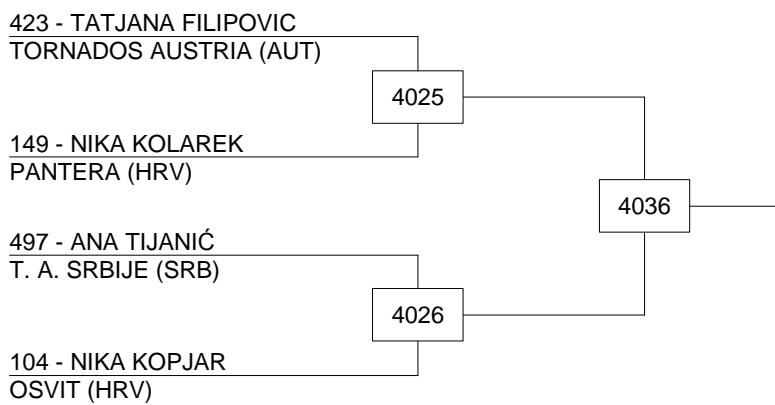 423 - TATJANA FILIPOVIC
TORNADOS AUSTRIA (AUT)
4025
149 - NIKA KOLAREK
PANTERA (HRV)
4036
497 - ANA TIJANIĆ
T. A. SRBIJE (SRB)
4026
104 - NIKA KOPJAR
OSVIT (HRV)